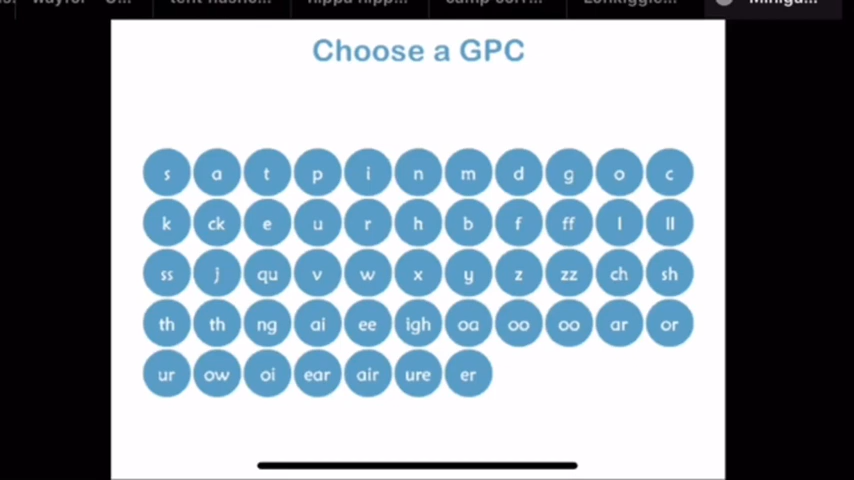 Choose a GPC
s a t p i n m d g o c
k ck e u r h b f ff l ll
ss j qu v w x y z zz ch sh
th th ng ai ee igh oa oo oo ar or
ur ow oi ear air ure er